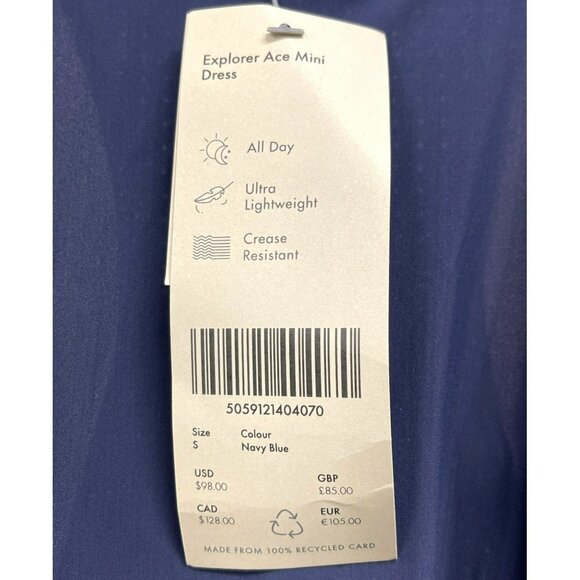 Explorer Ace Mini
Dress
All Day
Ultra
Lightweight
Crease
Resistant
5059121404070
Size
S
Colour
Navy Blue
USD
$98.00
GBP
£85.00
CAD
$128.00
EUR
€105.00
MADE FROM 100% RECYCLED CARD